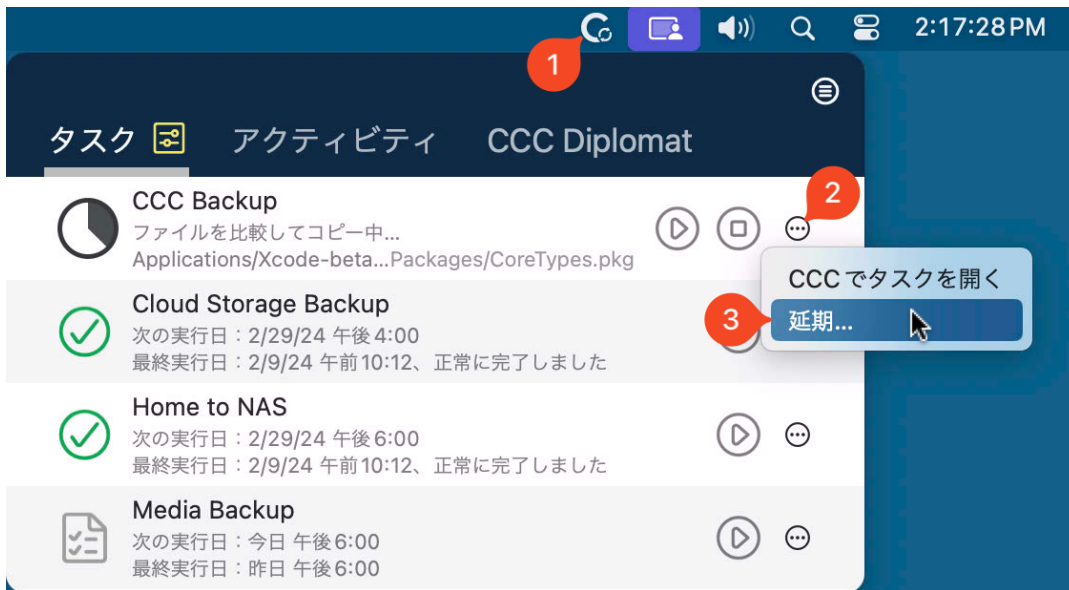 2:17:28 PM
1
タスク アクティビティ CCC Diplomat
CCC Backup
ファイルを比較してコピー中...
Applications/Xcode-beta...Packages/CoreTypes.pkg
2
CCCでタスクを開く
3 延期...
Cloud Storage Backup
次の実行日：2/29/24 午後4:00
最終実行日：2/9/24 午前10:12、正常に完了しました
Home to NAS
次の実行日：2/29/24 午後6:00
最終実行日：2/9/24 午前10:12、正常に完了しました
Media Backup
次の実行日：今日 午後6:00
最終実行日：昨日 午後6:00